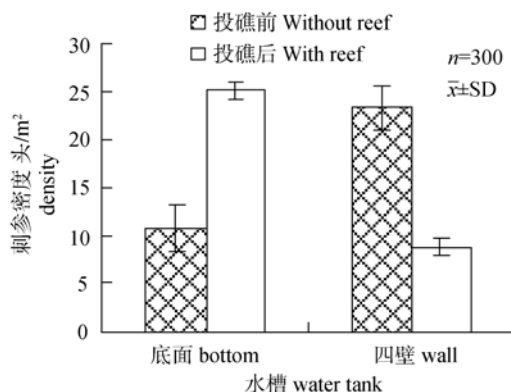 投礁前 Without reef
投礁后 With reef
n=300
x̄±SD
刺参密度 头/m²
density
30
25
20
15
10
5
0
底面 bottom
四壁 wall
水槽 water tank